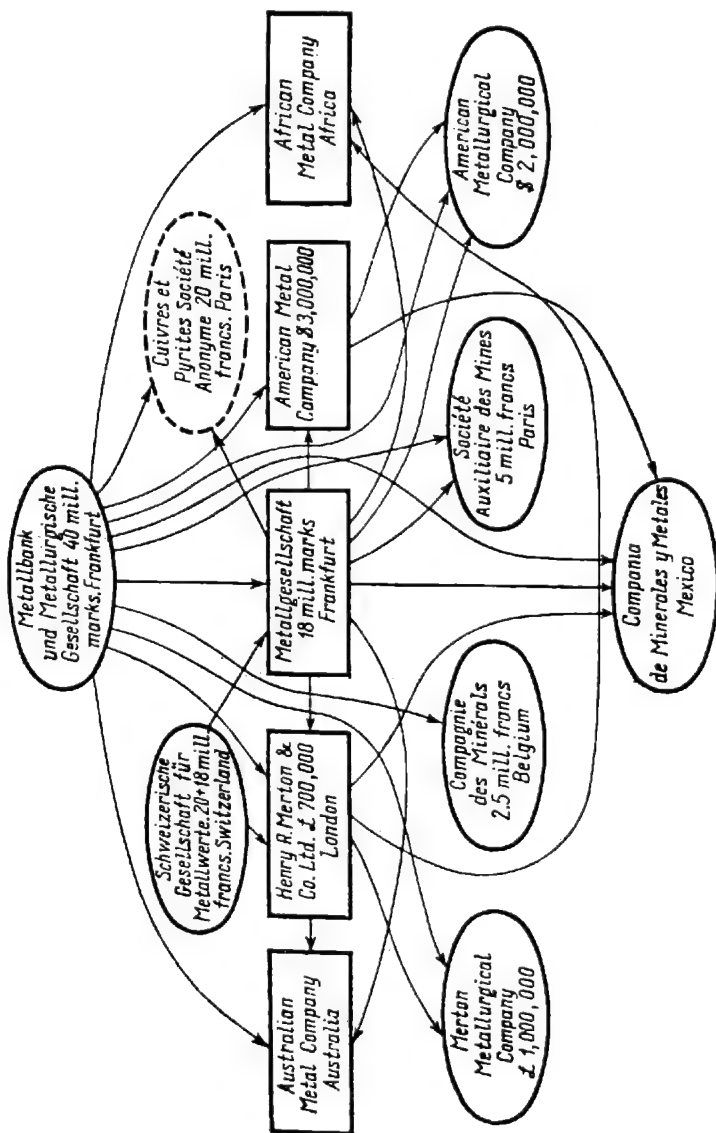 Metallbank
und Metallurgische
Gesellschaft 40 mill.
marks.Frankfurt
Schweizerische
Gesellschaft für
Metallwerte.20+18 mill.
francs.Switzerland
Cuivres et
Pyrites Société
Anonyme 20 mill.
francs. Paris
Australian
Metal Company
Australia
Henry R.Merton &
Co. Ltd. £ 700,000
London
Metallgesellschaft
18 mill. marks
Frankfurt
American Metal
Company $3,000,000
African
Metal Company
Africa
Merton
Metallurgical
Company
£ 1,000,000
Compagnie
des Minérals
2.5 mill. francs
Belgium
Société
Auxiliaire des Mines
5 mill. francs
Paris
American
Metallurgical
Company
$ 2,000,000
Compania
de Minerales y Metales
Mexico